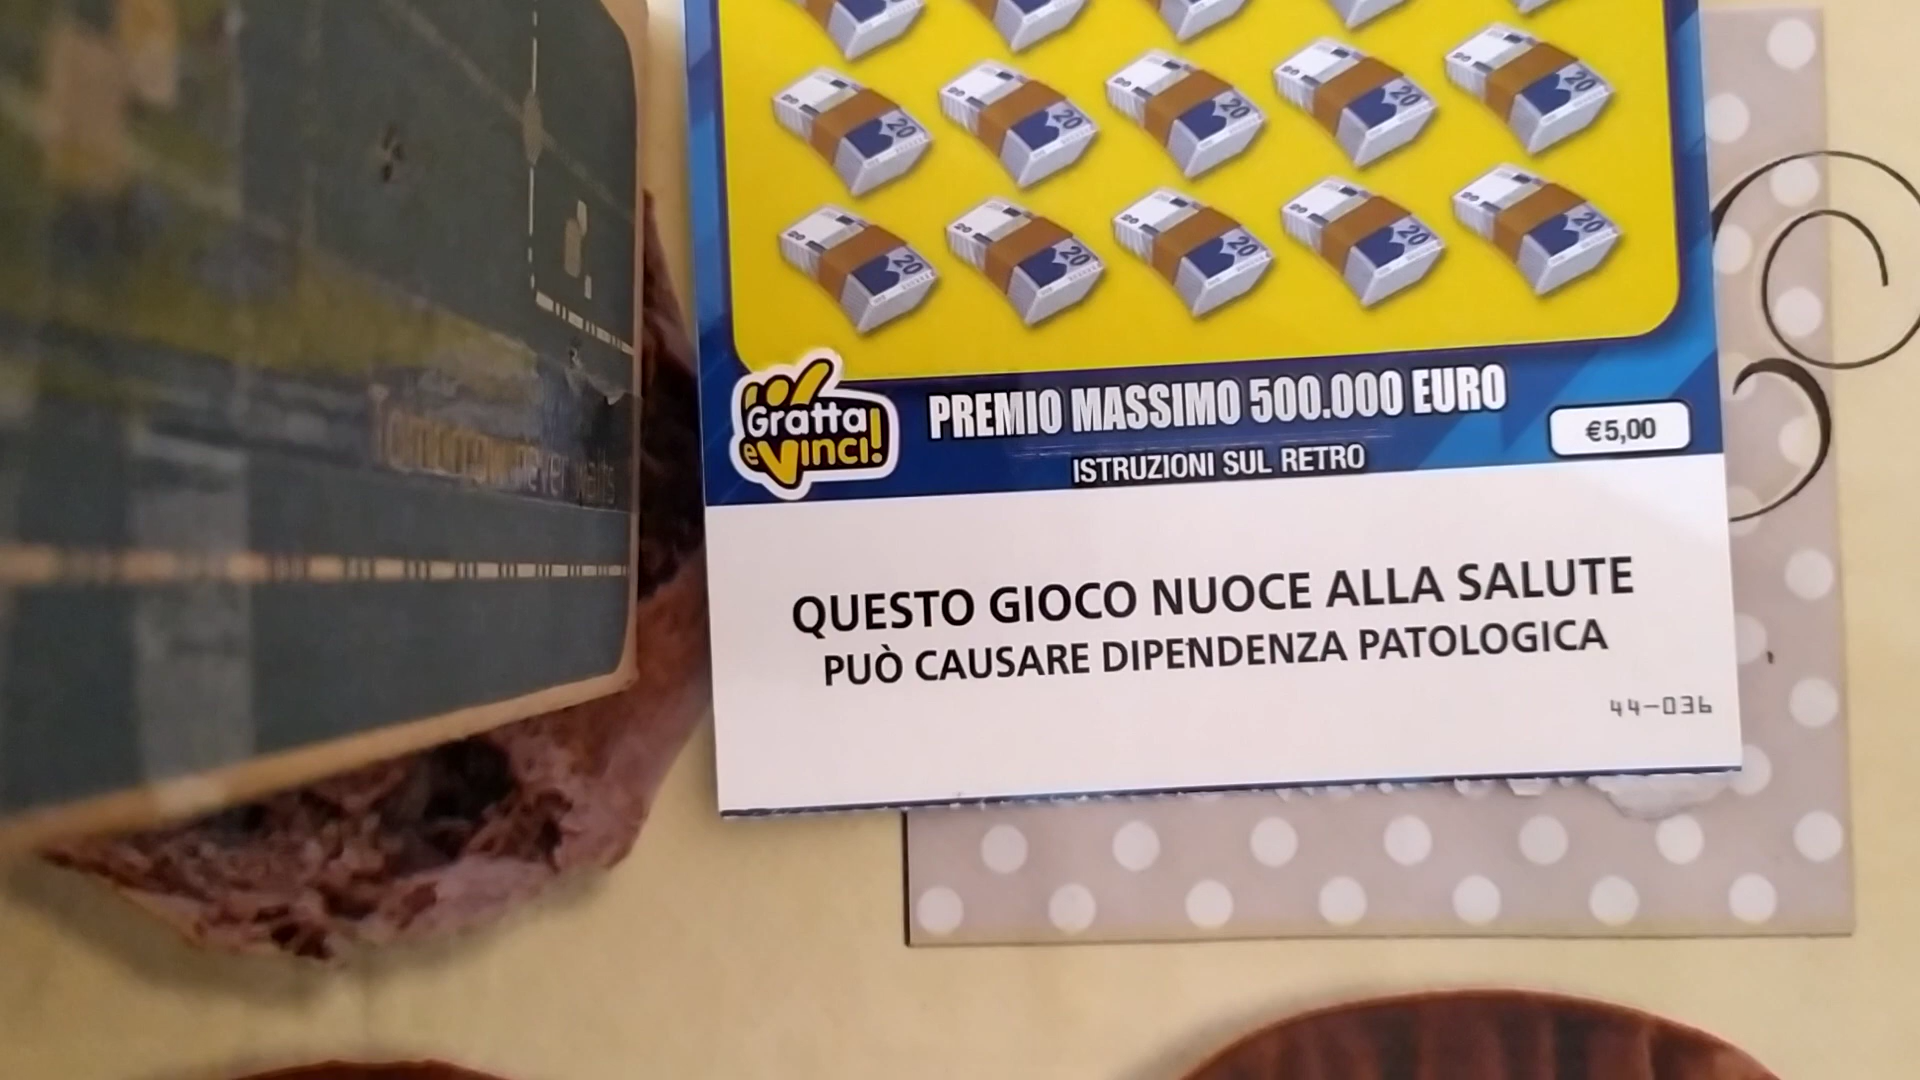 Gratta
e Vinci!
PREMIO MASSIMO 500.000 EURO
ISTRUZIONI SUL RETRO
€5,00
QUESTO GIOCO NUOCE ALLA SALUTE
PUÒ CAUSARE DIPENDENZA PATOLOGICA
44-036
Tomorrow never waits